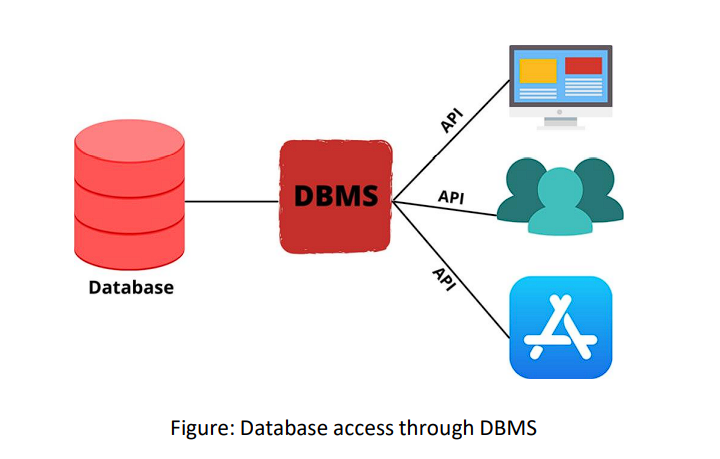 API
DBMS
API
API
Database
Figure: Database access through DBMS